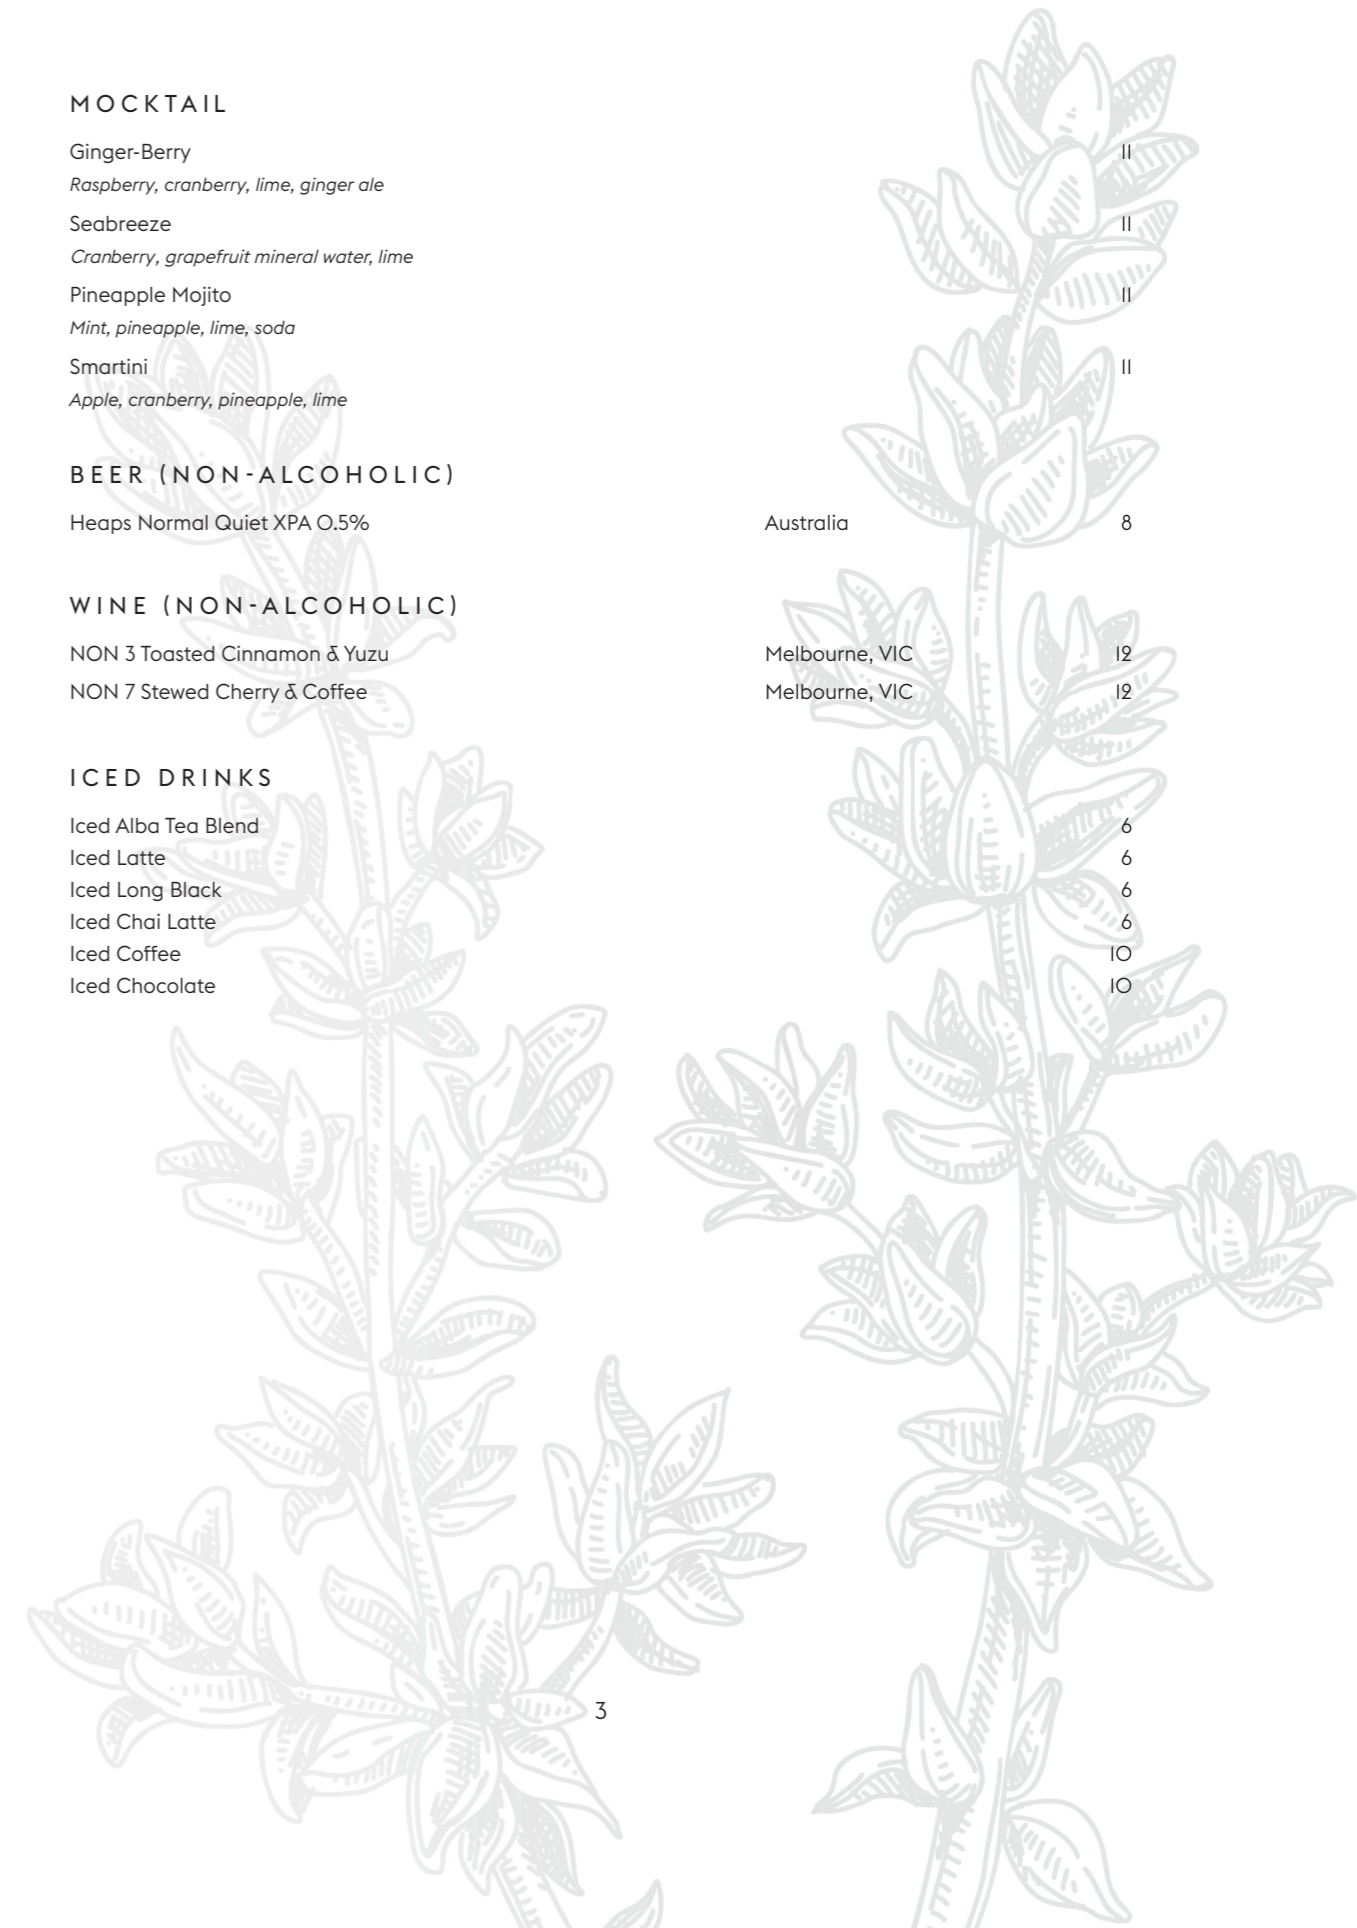 MOCKTAIL
Ginger-Berry 11
Raspberry, cranberry, lime, ginger ale
Seabreeze 11
Cranberry, grapefruit mineral water, lime
Pineapple Mojito 11
Mint, pineapple, lime, soda
Smartini 11
Apple, cranberry, pineapple, lime
BEER (NON-ALCOHOLIC)
Heaps Normal Quiet XPA 0.5% Australia 8
WINE (NON-ALCOHOLIC)
NON 3 Toasted Cinnamon & Yuzu Melbourne, VIC 12
NON 7 Stewed Cherry & Coffee Melbourne, VIC 12
ICED DRINKS
Iced Alba Tea Blend 6
Iced Latte 6
Iced Long Black 6
Iced Chai Latte 6
Iced Coffee 10
Iced Chocolate 10
3